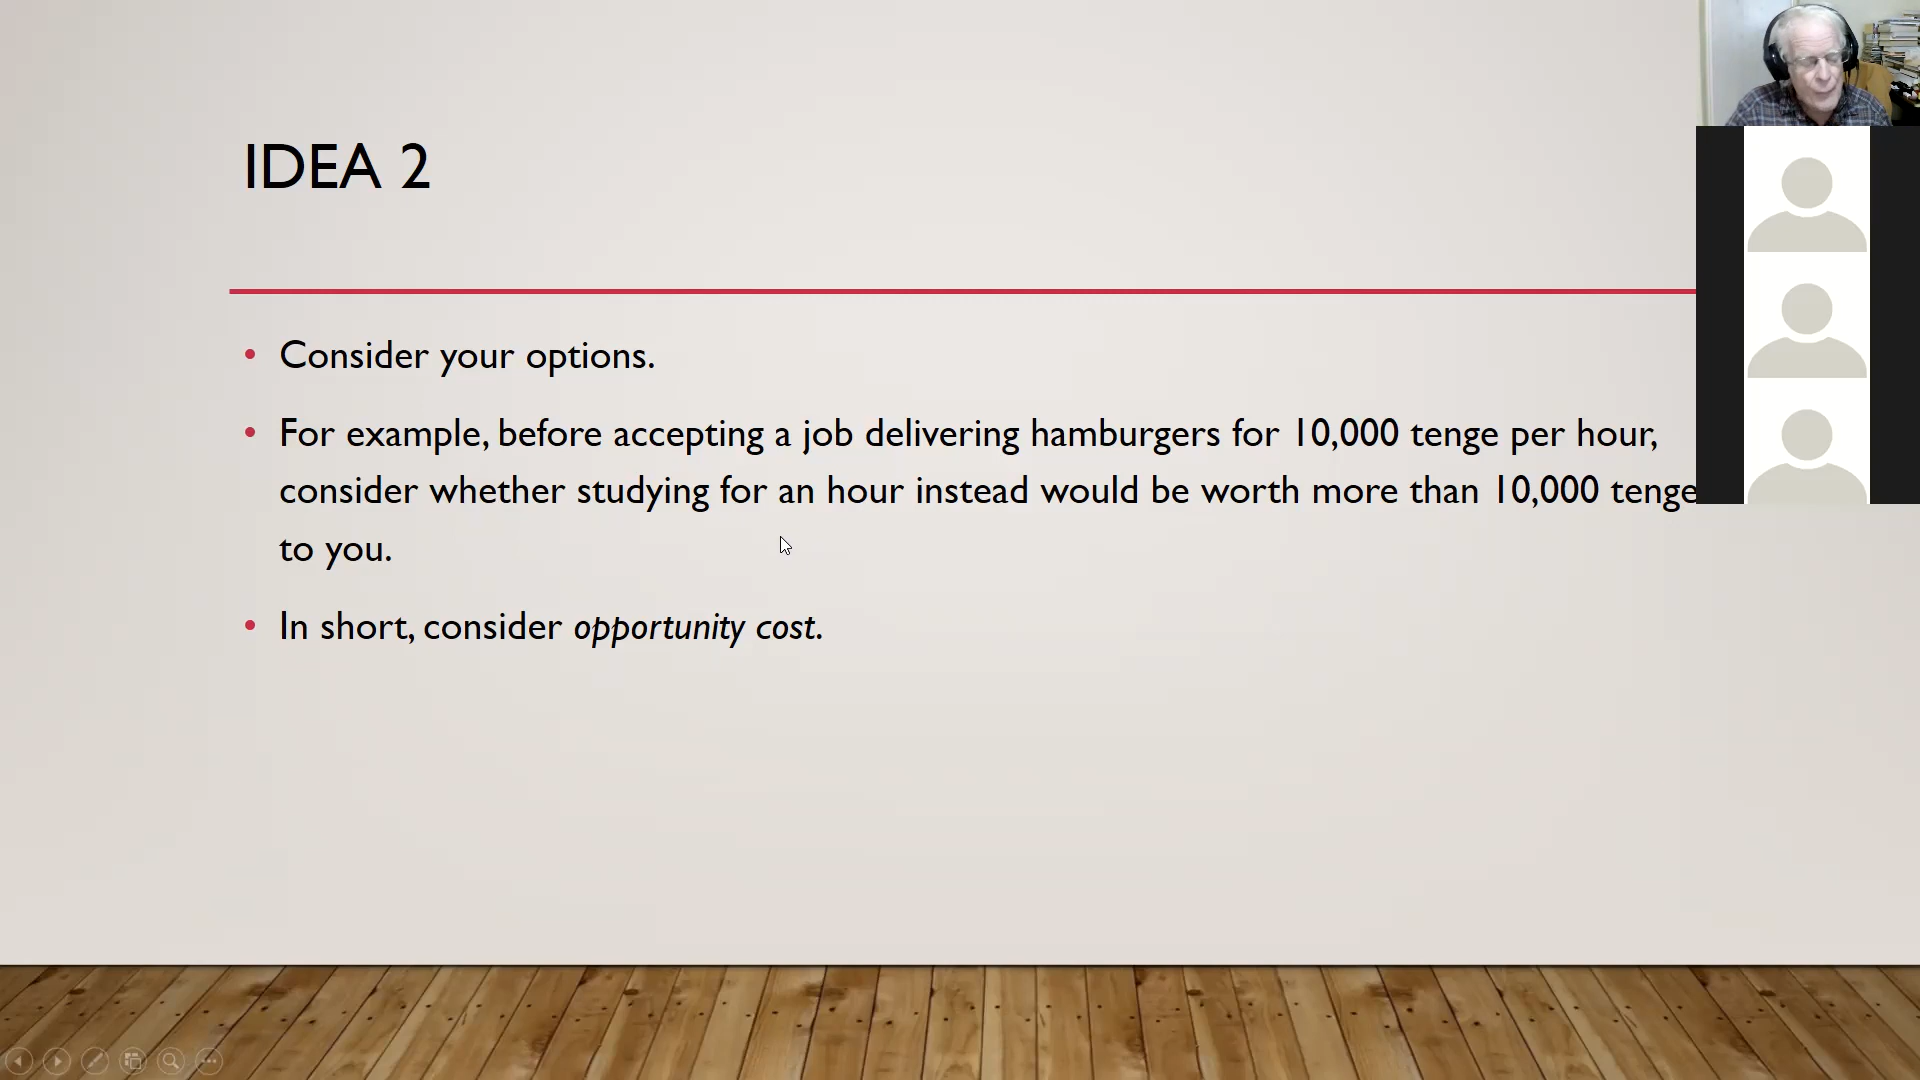 IDEA 2
• Consider your options.
• For example, before accepting a job delivering hamburgers for 10,000 tenge per hour,
consider whether studying for an hour instead would be worth more than 10,000 tenge
to you.
• In short, consider opportunity cost.